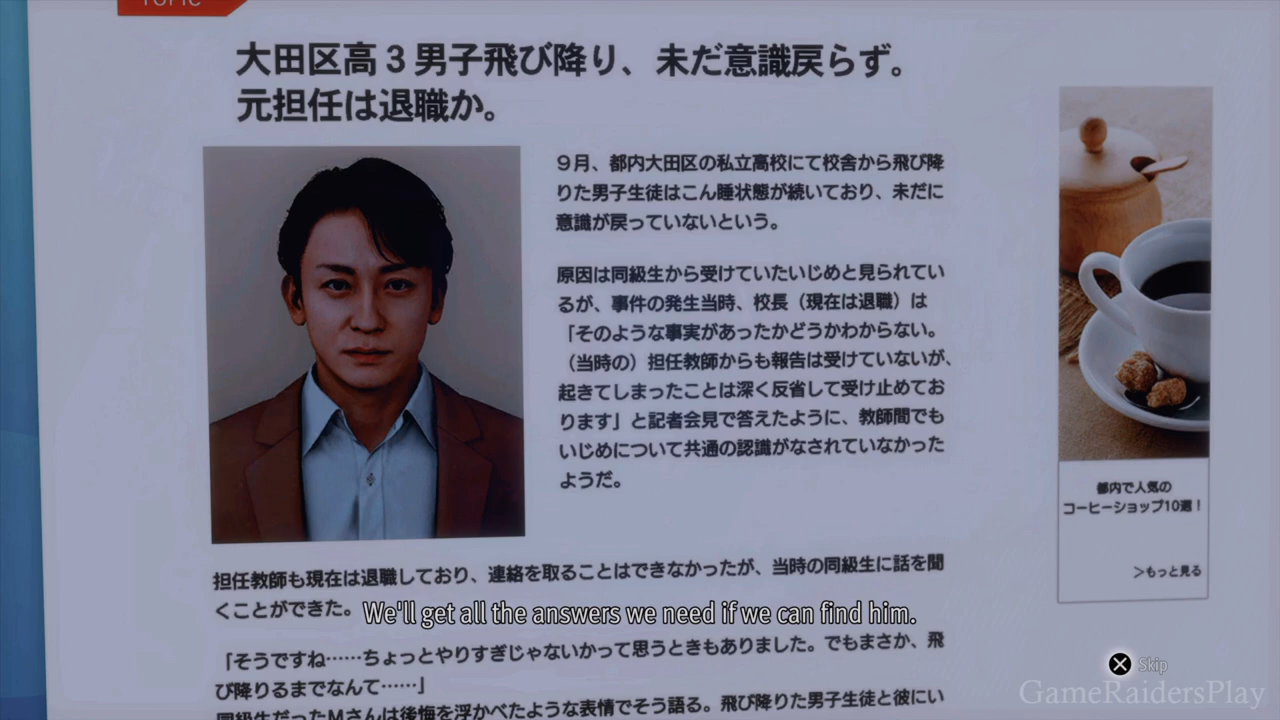 TOPIC
大田区高3男子飛び降り、未だ意識戻らず。
元担任は退職か。
9月、都内大田区の私立高校にて校舎から飛び降
りた男子生徒はこん睡状態が続いており、未だに
意識が戻っていないという。
原因は同級生から受けていたいじめと見られてい
るが、事件の発生当時、校長（現在は退職）は
「そのような事実があったかどうかわからない。
（当時の）担任教師からも報告は受けていないが、
起きてしまったことは深く反省して受け止めてお
ります」と記者会見で答えたように、教師間でも
いじめについて共通の認識がなされていなかった
ようだ。
担任教師も現在は退職しており、連絡を取ることはできなかったが、当時の同級生に話を聞
くことができた。
「そうですね……ちょっとやりすぎじゃないかって思うときもありました。でもまさか、飛
び降りるまでなんて……」
同級生だったMさんは後悔を浮かべたような表情でそう語る。飛び降りた男子生徒と彼にい
都内で人気の
コーヒーショップ10選！
＞もっと見る
We'll get all the answers we need if we can find him.
Skip
GameRaidersPlay